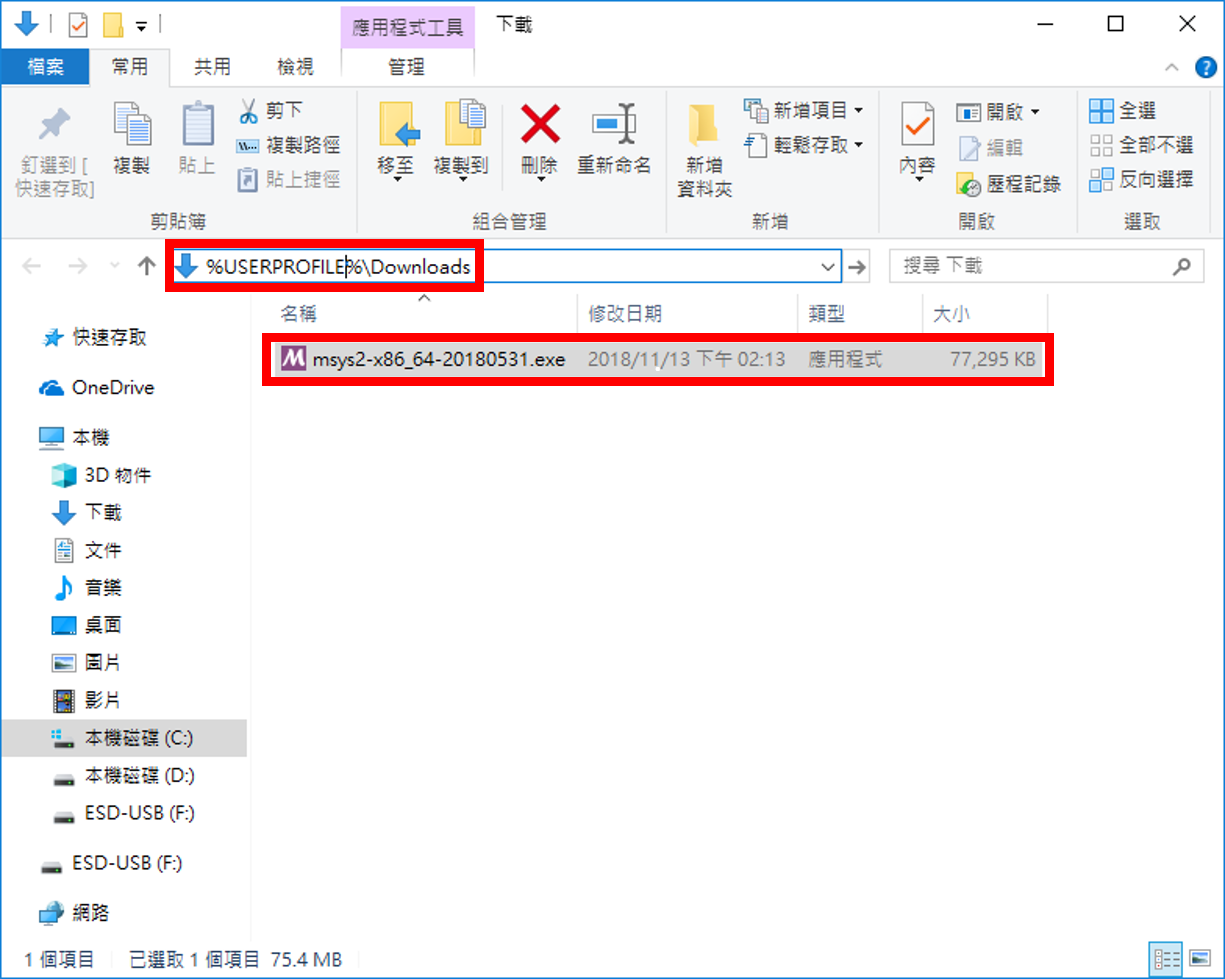 應用程式工具 下載
檔案 常用 共用 檢視 管理
釘選到 [
快速存取]
複製
貼上
剪下
複製路徑
貼上捷徑
剪貼簿
移至
複製到
刪除
重新命名
組合管理
新增
資料夾
新增項目
輕鬆存取
新增
內容
開啟
編輯
歷程記錄
開啟
全選
全部不選
反向選擇
選取
%USERPROFILE%\Downloads
搜尋 下載
名稱 修改日期 類型 大小
msys2-x86_64-20180531.exe 2018/11/13 下午 02:13 應用程式 77,295 KB
快速存取
OneDrive
本機
3D 物件
下載
文件
音樂
桌面
圖片
影片
本機磁碟 (C:)
本機磁碟 (D:)
ESD-USB (F:)
ESD-USB (F:)
網路
1 個項目 已選取 1 個項目 75.4 MB